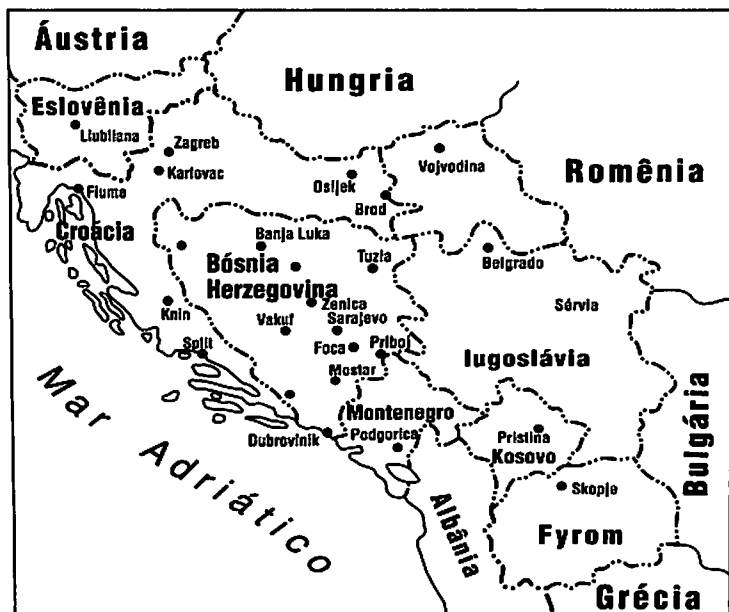 Áustria
Hungria
Eslovênia
Liubliana
Zagreb
Karlovac
Vojvodina
Romênia
Osijek
Fiume
Brod
Croácia
Banja Luka
Bósnia
Herzegovina
Tuzla
Belgrado
Knin
Zenica
Sérvia
Vakuf
Sarajevo
Split
Foca
Priboj
Iugoslávia
Mostar
Mar Adriático
Montenegro
Bulgária
Dubrovinik
Podgorica
Pristina
Kosovo
Albânia
Skopje
Fyrom
Grécia